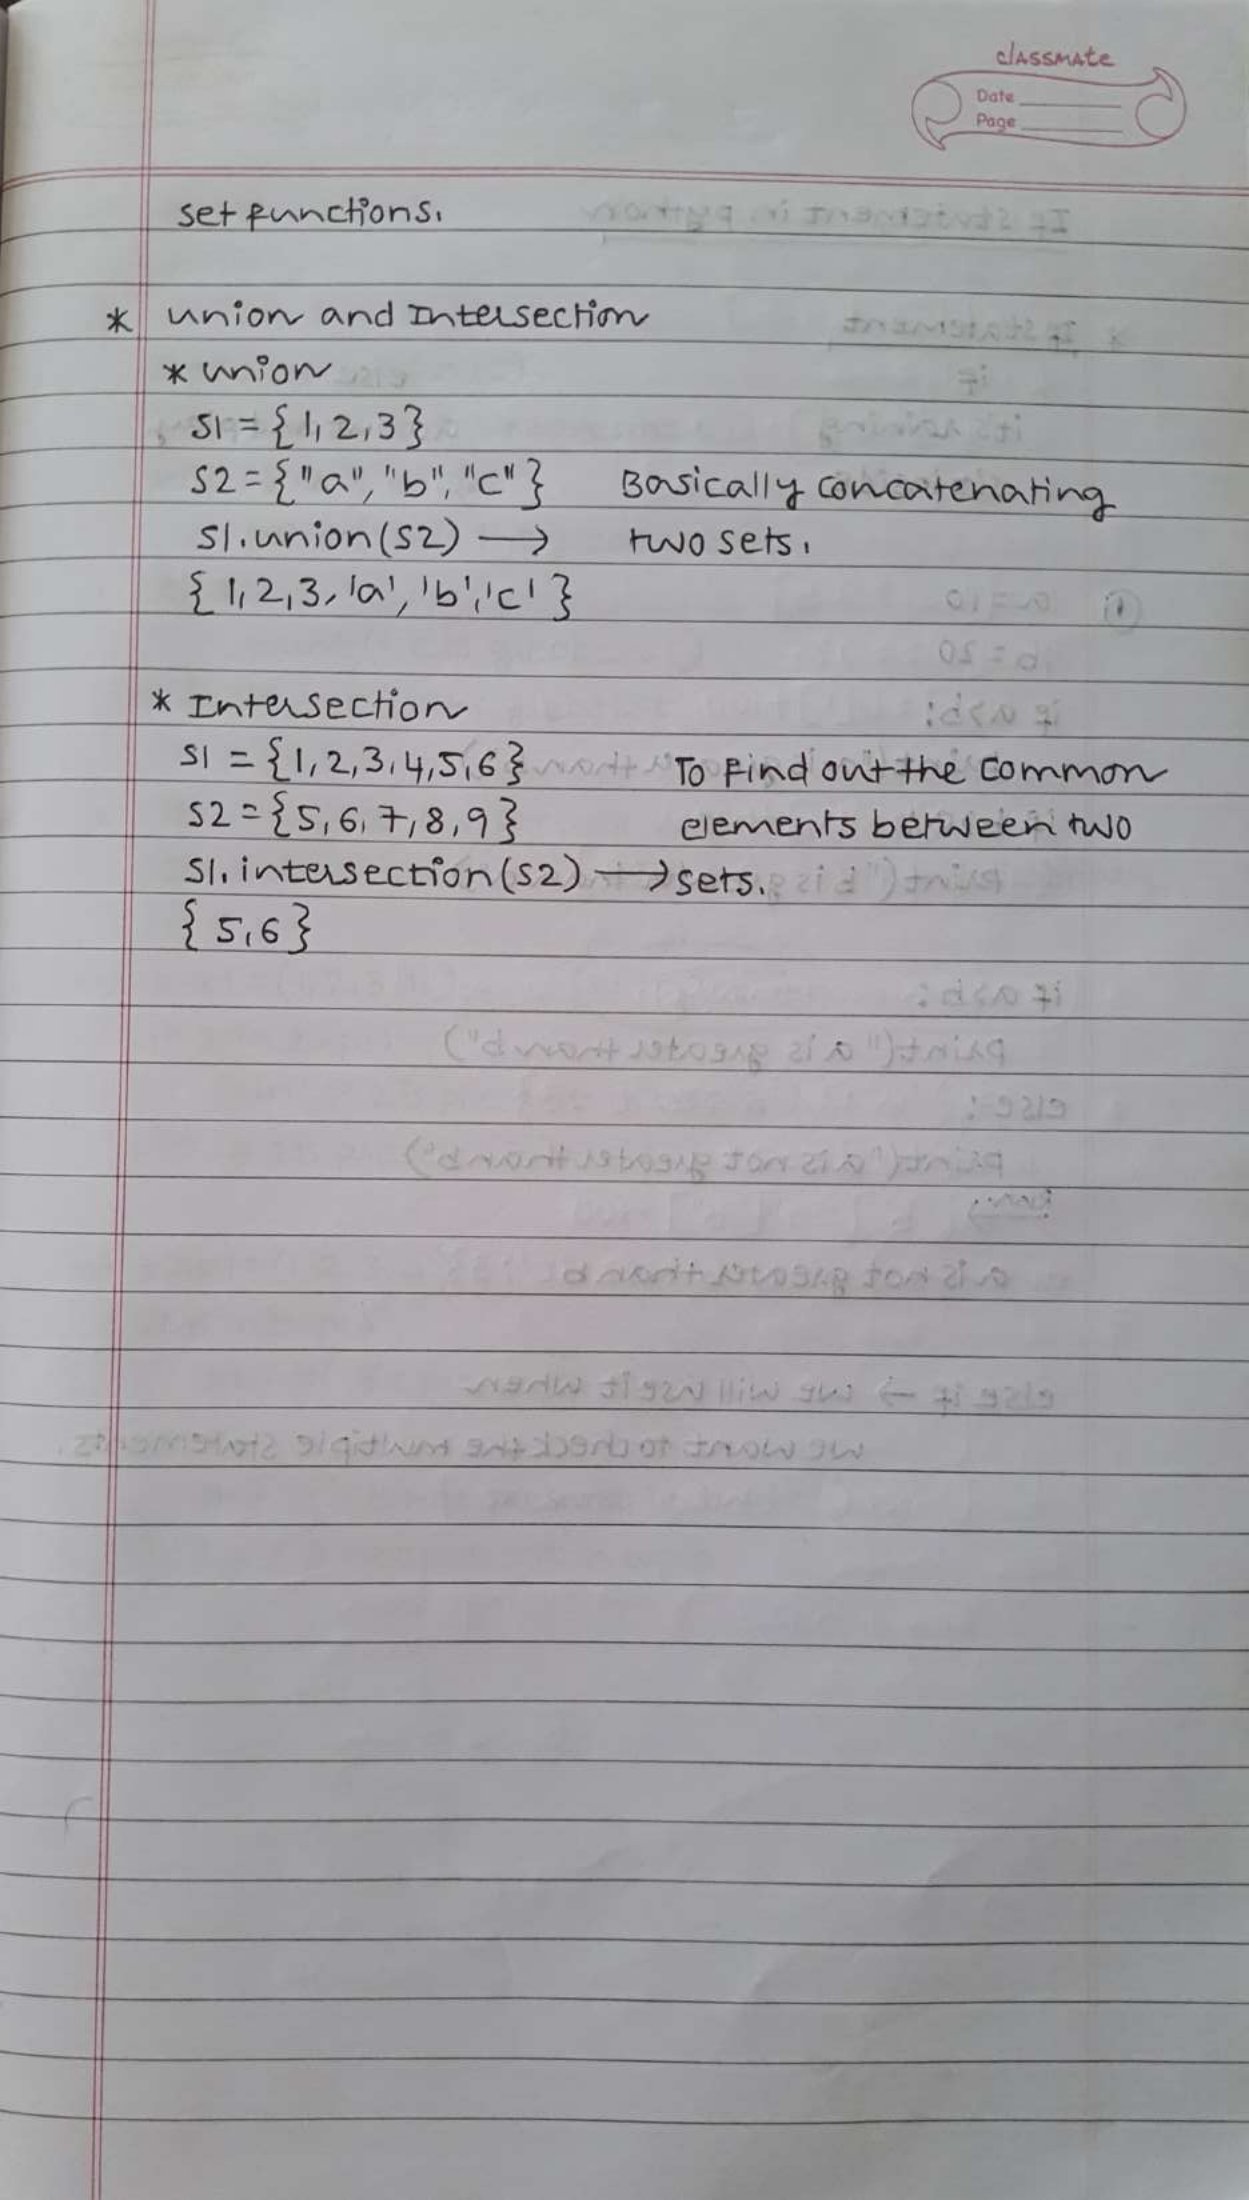 classmate
Date
Page
set functions.
* union and Intersection
* union
S1 = {1, 2, 3}
S2 = {"a", "b", "c"} Basically concatenating
S1.union(S2) → two sets.
{1, 2, 3, 'a', 'b', 'c'}
* Intersection
S1 = {1, 2, 3, 4, 5, 6} To find out the common
S2 = {5, 6, 7, 8, 9} elements between two
S1.intersection(S2) → sets.
{5, 6}